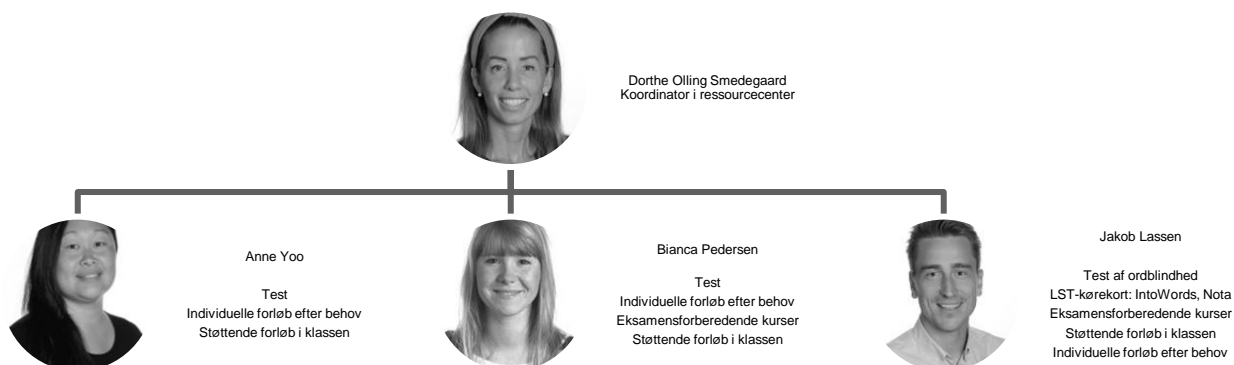 Dorthe Olling Smedegaard
Koordinator i ressourcecenter
Anne Yoo
Test
Individuelle forløb efter behov
Støttende forløb i klassen
Bianca Pedersen
Test
Individuelle forløb efter behov
Eksamensforberedende kurser
Støttende forløb i klassen
Jakob Lassen
Test af ordblindhed
LST-kørekort: IntoWords, Nota
Eksamensforberedende kurser
Støttende forløb i klassen
Individuelle forløb efter behov